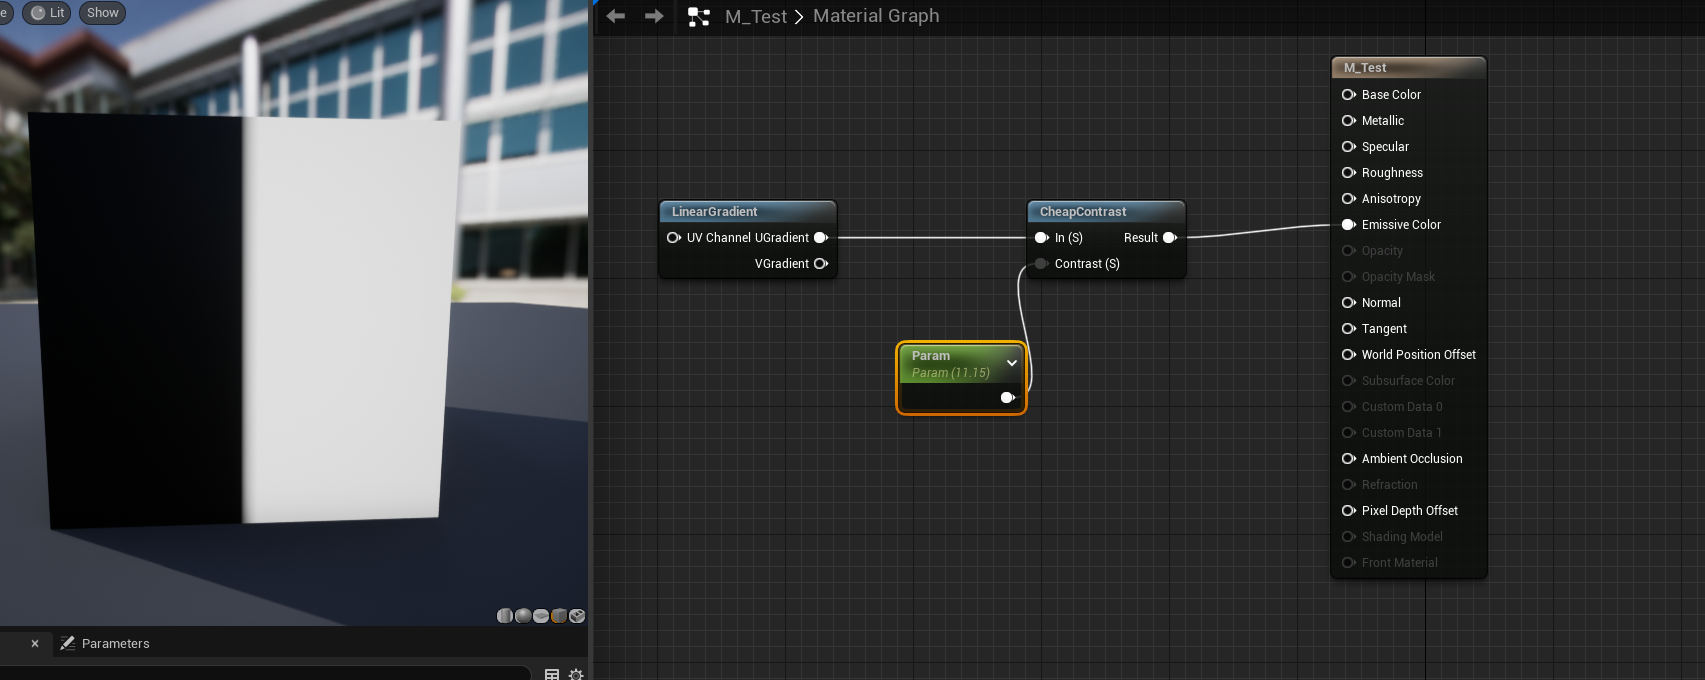 e
Lit
Show
M_Test
Material Graph
M_Test
Base Color
Metallic
Specular
Roughness
Anisotropy
Emissive Color
Opacity
Opacity Mask
Normal
Tangent
World Position Offset
Subsurface Color
Custom Data 0
Custom Data 1
Ambient Occlusion
Refraction
Pixel Depth Offset
Shading Model
Front Material
LinearGradient
UV Channel UGradient
VGradient
CheapContrast
In (S) Result
Contrast (S)
Param
Param (11.15)
Parameters